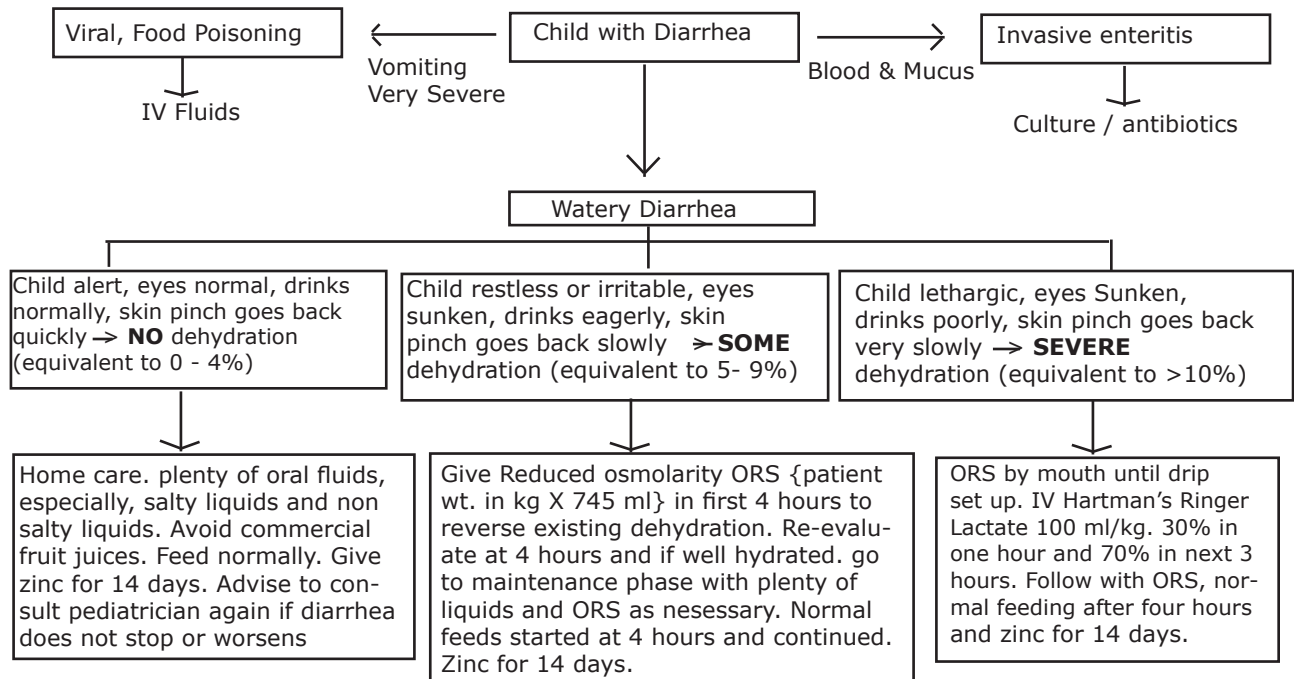 Viral, Food Poisoning
Child with Diarrhea
Invasive enteritis
Vomiting
Very Severe
Blood & Mucus
IV Fluids
Culture / antibiotics
Watery Diarrhea
Child alert, eyes normal, drinks
normally, skin pinch goes back
quickly → NO dehydration
(equivalent to 0 - 4%)
Child restless or irritable, eyes
sunken, drinks eagerly, skin
pinch goes back slowly ➢ SOME
dehydration (equivalent to 5- 9%)
Child lethargic, eyes Sunken,
drinks poorly, skin pinch goes back
very slowly → SEVERE
dehydration (equivalent to >10%)
Home care. plenty of oral fluids,
especially, salty liquids and non
salty liquids. Avoid commercial
fruit juices. Feed normally. Give
zinc for 14 days. Advise to con-
sult pediatrician again if diarrhea
does not stop or worsens
Give Reduced osmolarity ORS {patient
wt. in kg X 745 ml} in first 4 hours to
reverse existing dehydration. Re-evalu-
ate at 4 hours and if well hydrated. go
to maintenance phase with plenty of
liquids and ORS as nesessary. Normal
feeds started at 4 hours and continued.
Zinc for 14 days.
ORS by mouth until drip
set up. IV Hartman's Ringer
Lactate 100 ml/kg. 30% in
one hour and 70% in next 3
hours. Follow with ORS, nor-
mal feeding after four hours
and zinc for 14 days.